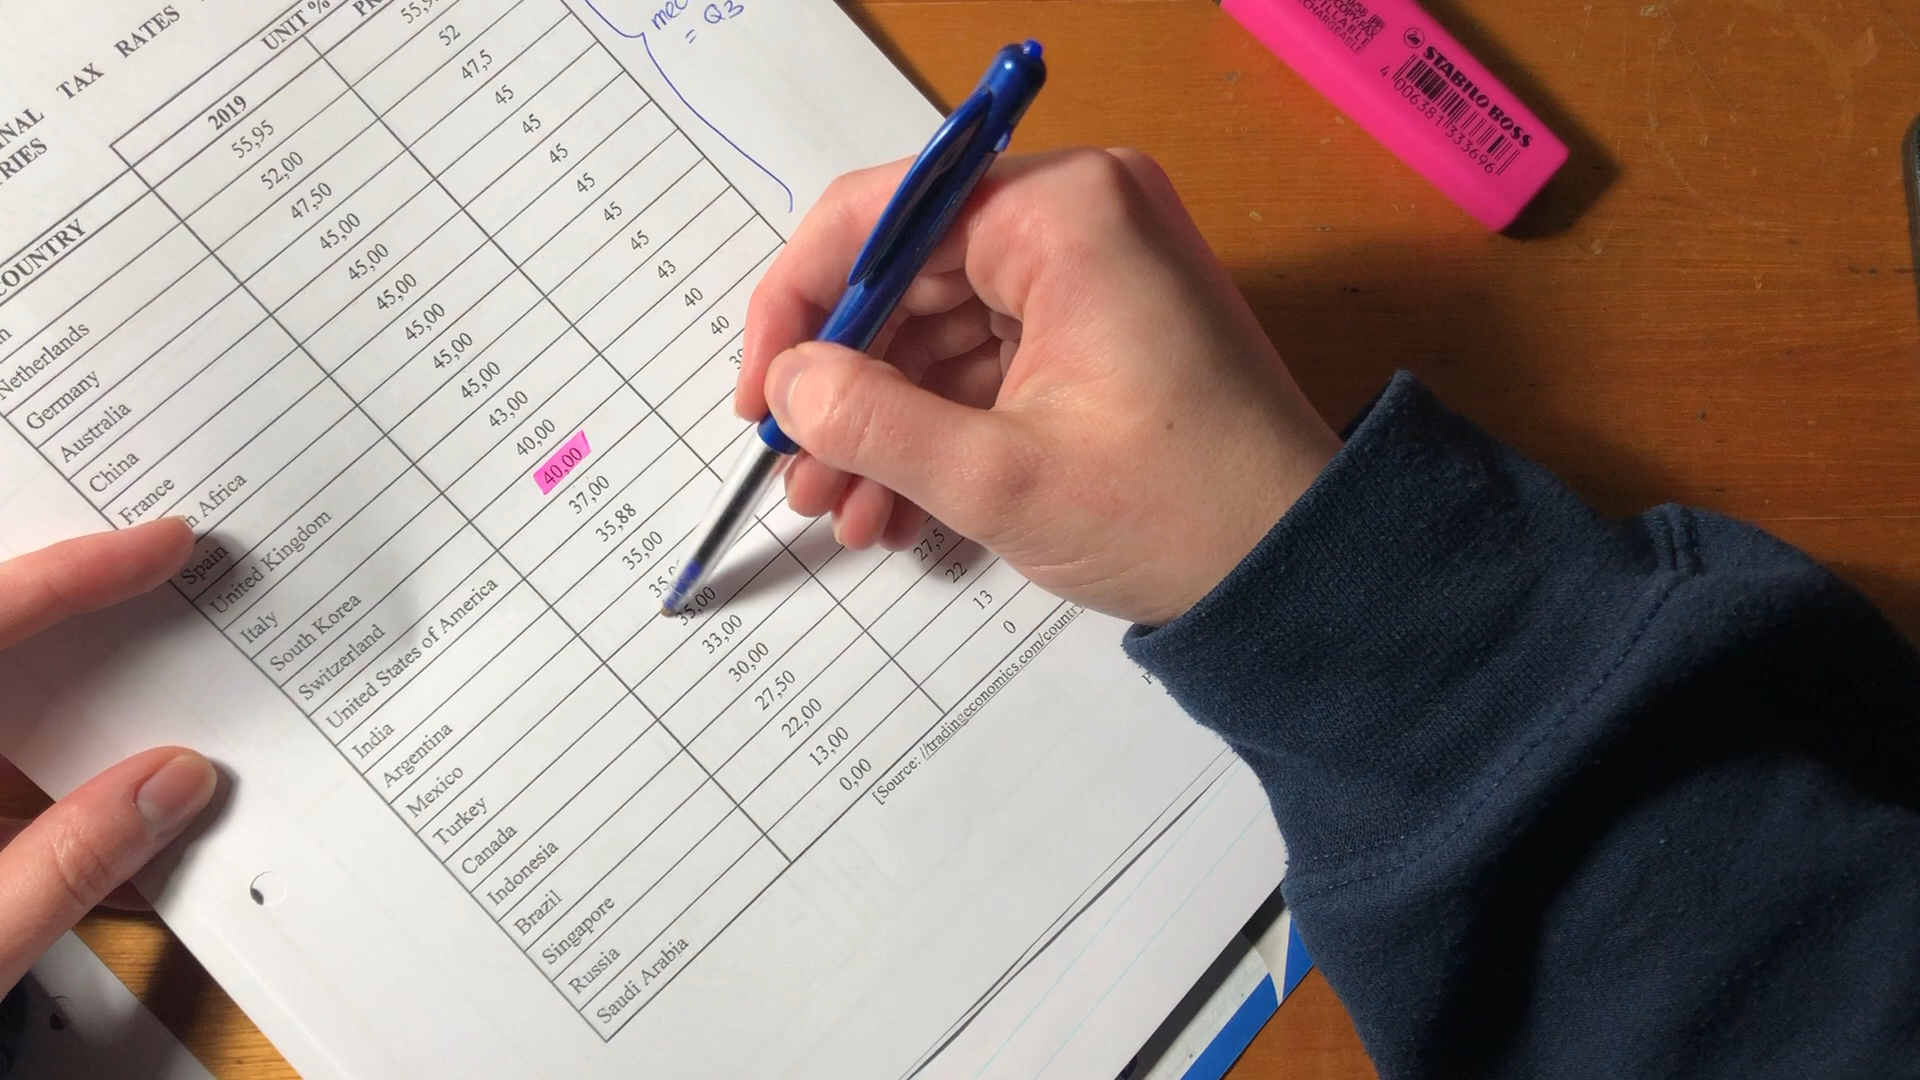 TAX RATES
UNIT %
COUNTRY 2019
55,95
Netherlands 52,00 52
Germany 47,50 47,5
Australia 45,00 45
China 45,00 45
France 45,00 45
Africa 45,00 45
Spain 45,00 45
United Kingdom 45,00 45
Italy 43,00 43
South Korea 40,00 40
Switzerland 40,00 40
United States of America 37,00
India 35,88
Argentina 35,00
Mexico
Turkey 35,00
Canada 33,00
Indonesia 30,00
Brazil 27,50 27,5
Singapore 22,00 22
Russia 13,00 13
Saudi Arabia 0,00 0
[Source: //tradingeconomics.com/country
= Q3
STABILO BOSS
4 006381 333696